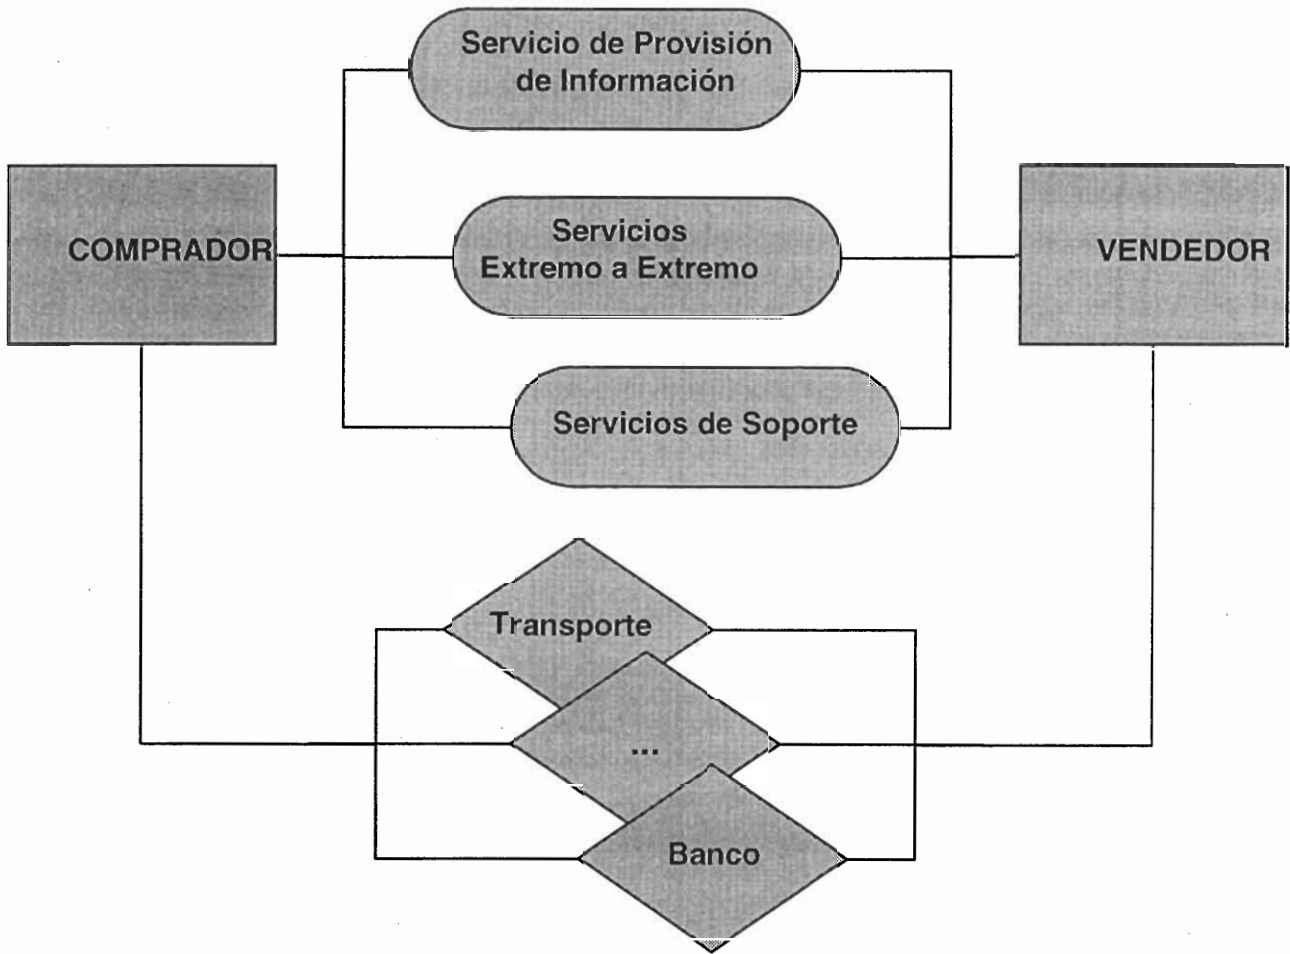 Servicio de Provisión
de Información
COMPRADOR
Servicios
Extremo a Extremo
VENDEDOR
Servicios de Soporte
Transporte
...
Banco